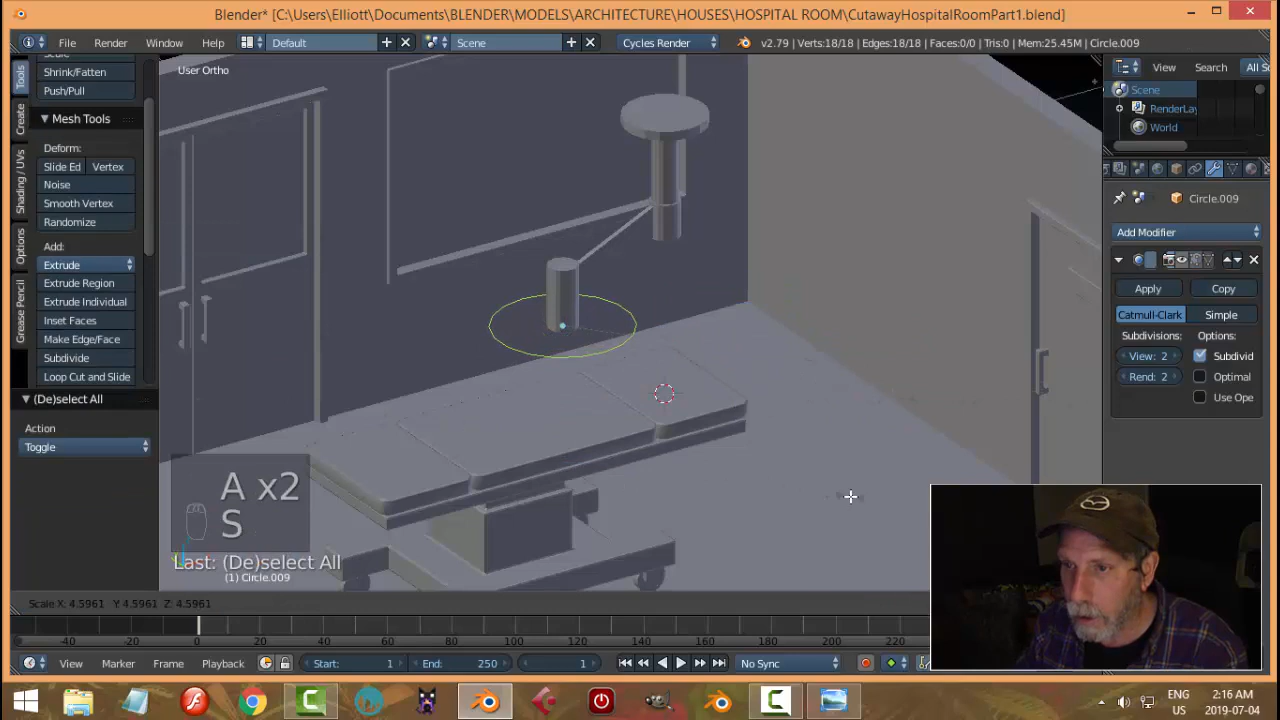 Blender* [C:\Users\Elliott\Documents\BLENDER\MODELS\ARCHITECTURE\HOUSES\HOSPITAL ROOM\CutawayHospitalRoomPart1.blend]
File Render Window Help Default Scene Cycles Render v2.79 | Verts:18/18 | Edges:18/18 | Faces:0/0 | Tris:0 | Mem:25.45M | Circle.009
User Ortho
View Search All Sc
Shrink/Fatten
Push/Pull
Mesh Tools
Deform:
Slide Ed Vertex
Noise
Smooth Vertex
Randomize
Add:
Extrude
Extrude Region
Extrude Individual
Inset Faces
Make Edge/Face
Subdivide
Loop Cut and Slide
Tools
Create
Shading / UVs
Options
Grease Pencil
(De)select All
Action
Toggle
A x2
S
Last: (De)select All
(1) Circle.009
Scale X: 4.5961 Y: 4.5961 Z: 4.5961
Scene
RenderLay
World
Circle.009
Add Modifier
Apply Copy
Catmull-Clark Simple
Subdivisions: Options:
View: 2 Subdivid
Rend: 2 Optimal
Use Ope
-40 -20 0 20 40 60 80 100 120 140 160 180 200 220
View Marker Frame Playback Start: 1 End: 250 1 No Sync
ENG
US
2:16 AM
2019-07-04